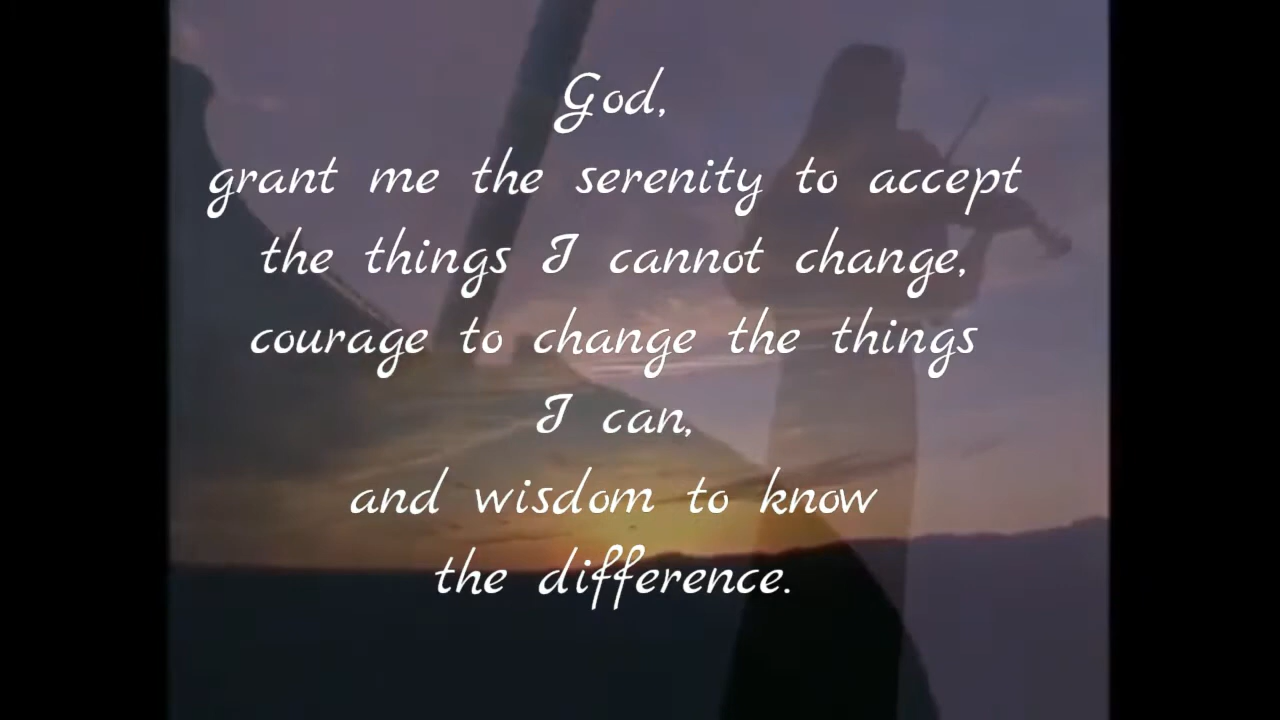 God,
grant me the serenity to accept
the things I cannot change,
courage to change the things
I can,
and wisdom to know
the difference.